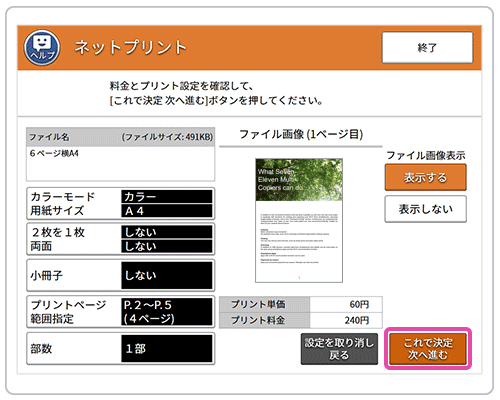 ヘルプ
ネットプリント
終了
料金とプリント設定を確認して、
[これで決定 次へ進む]ボタンを押してください。
ファイル名 (ファイルサイズ: 491KB)
6ページ横A4
カラーモード カラー
用紙サイズ A4
2枚を1枚 しない
両面 しない
小冊子 しない
プリントページ P.2～P.5
範囲指定 (4ページ)
部数 1部
ファイル画像 (1ページ目)
What Seven-
Eleven Multi
Copiers can do
プリント単価 60円
プリント料金 240円
ファイル画像表示
表示する
表示しない
設定を取り消し
戻る
これで決定
次へ進む